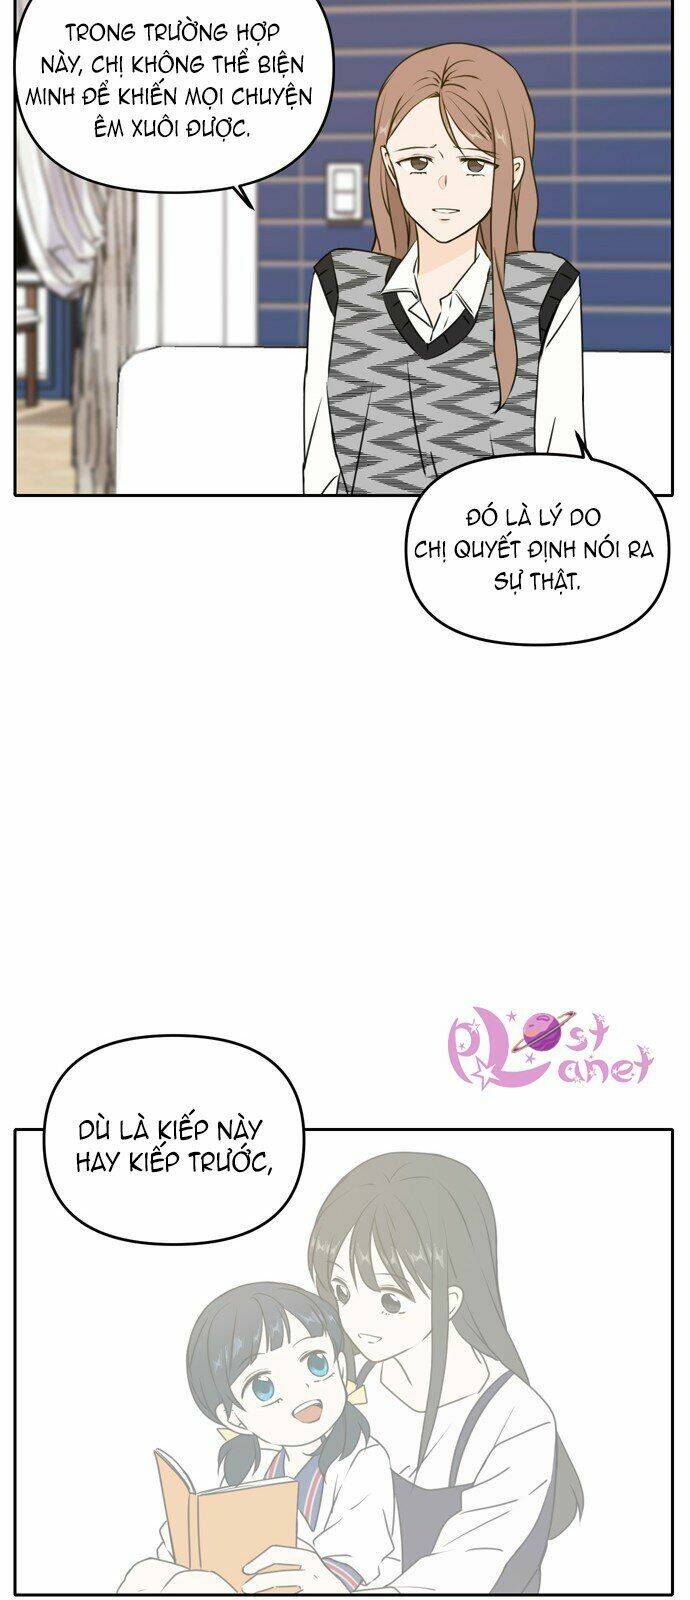 TRONG TRƯỜNG HỢP
NÀY, CHỊ KHÔNG THỂ BIỆN
MINH ĐỂ KHIẾN MỌI CHUYỆN
ÊM XUÔI ĐƯỢC.
ĐÓ LÀ LÝ DO
CHỊ QUYẾT ĐỊNH NÓI RA
SỰ THẬT.
Lost
Planet
DÙ LÀ KIẾP NÀY
HAY KIẾP TRƯỚC,